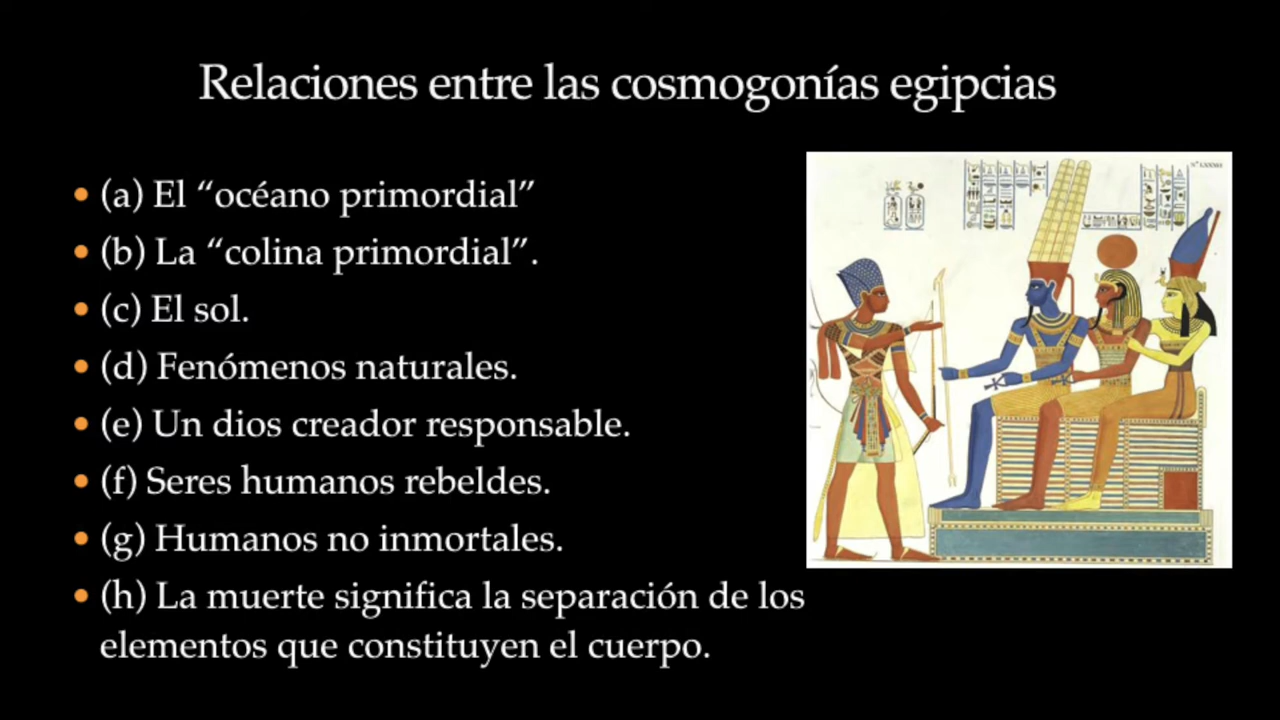 Relaciones entre las cosmogonías egipcias
• (a) El “océano primordial”
• (b) La “colina primordial”.
• (c) El sol.
• (d) Fenómenos naturales.
• (e) Un dios creador responsable.
• (f) Seres humanos rebeldes.
• (g) Humanos no inmortales.
• (h) La muerte significa la separación de los
elementos que constituyen el cuerpo.